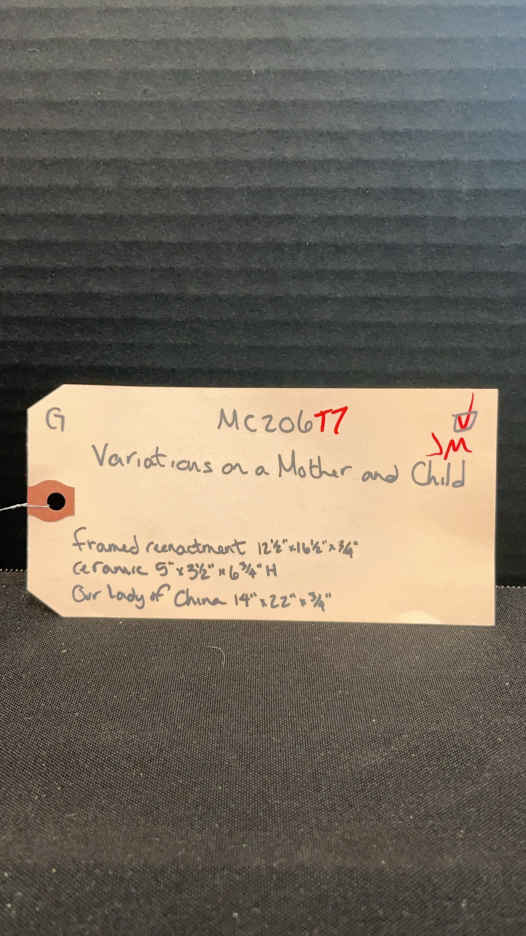 G MC206T7
JM
Variations on a Mother and Child
framed reenactment 12½"x16½"x¾"
ceramic 5"x3½"x6¾"H
Our Lady of China 14"x22"x¾"